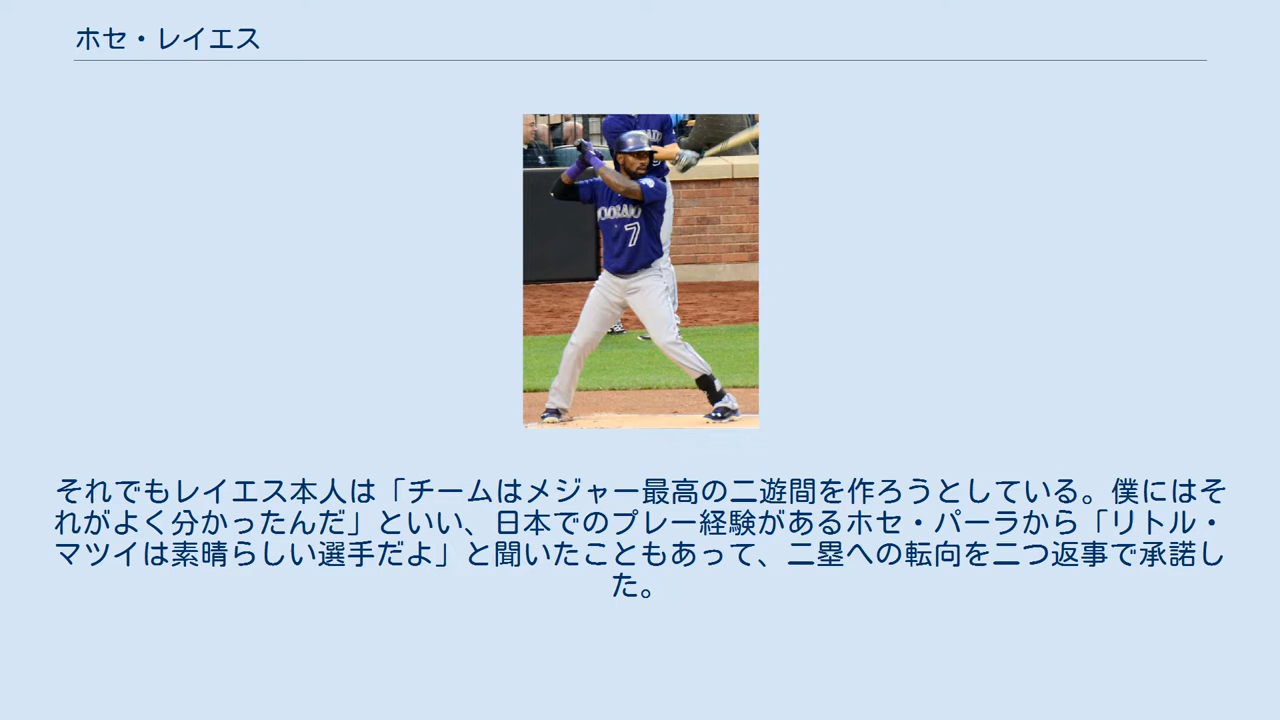 ホセ・レイエス
7
それでもレイエス本人は「チームはメジャー最高の二遊間を作ろうとしている。僕にはそ
れがよく分かったんだ」といい、日本でのプレー経験があるホセ・パーラから「リトル・
マツイは素晴らしい選手だよ」と聞いたこともあって、二塁への転向を二つ返事で承諾し
た。